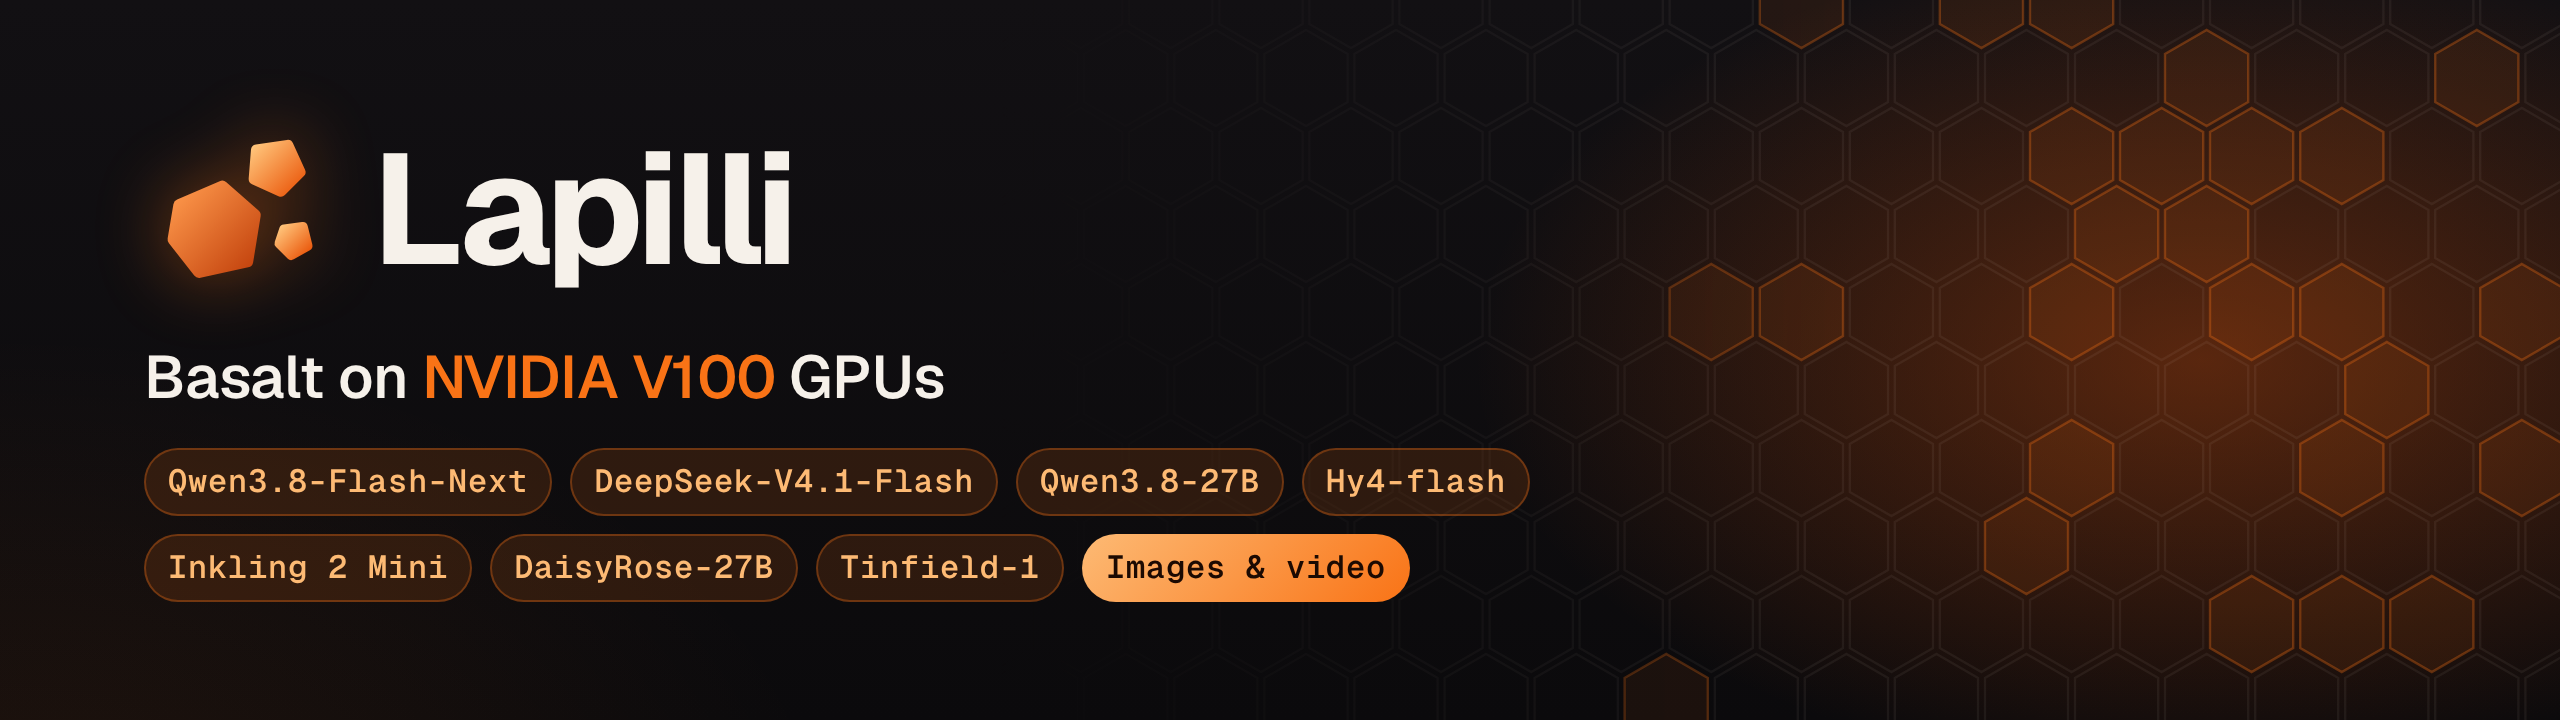 Lapilli
Basalt on NVIDIA V100 GPUs
Qwen3.8-Flash-Next DeepSeek-V4.1-Flash Qwen3.8-27B Hy4-flash
Inkling 2 Mini DaisyRose-27B Tinfield-1 Images & video